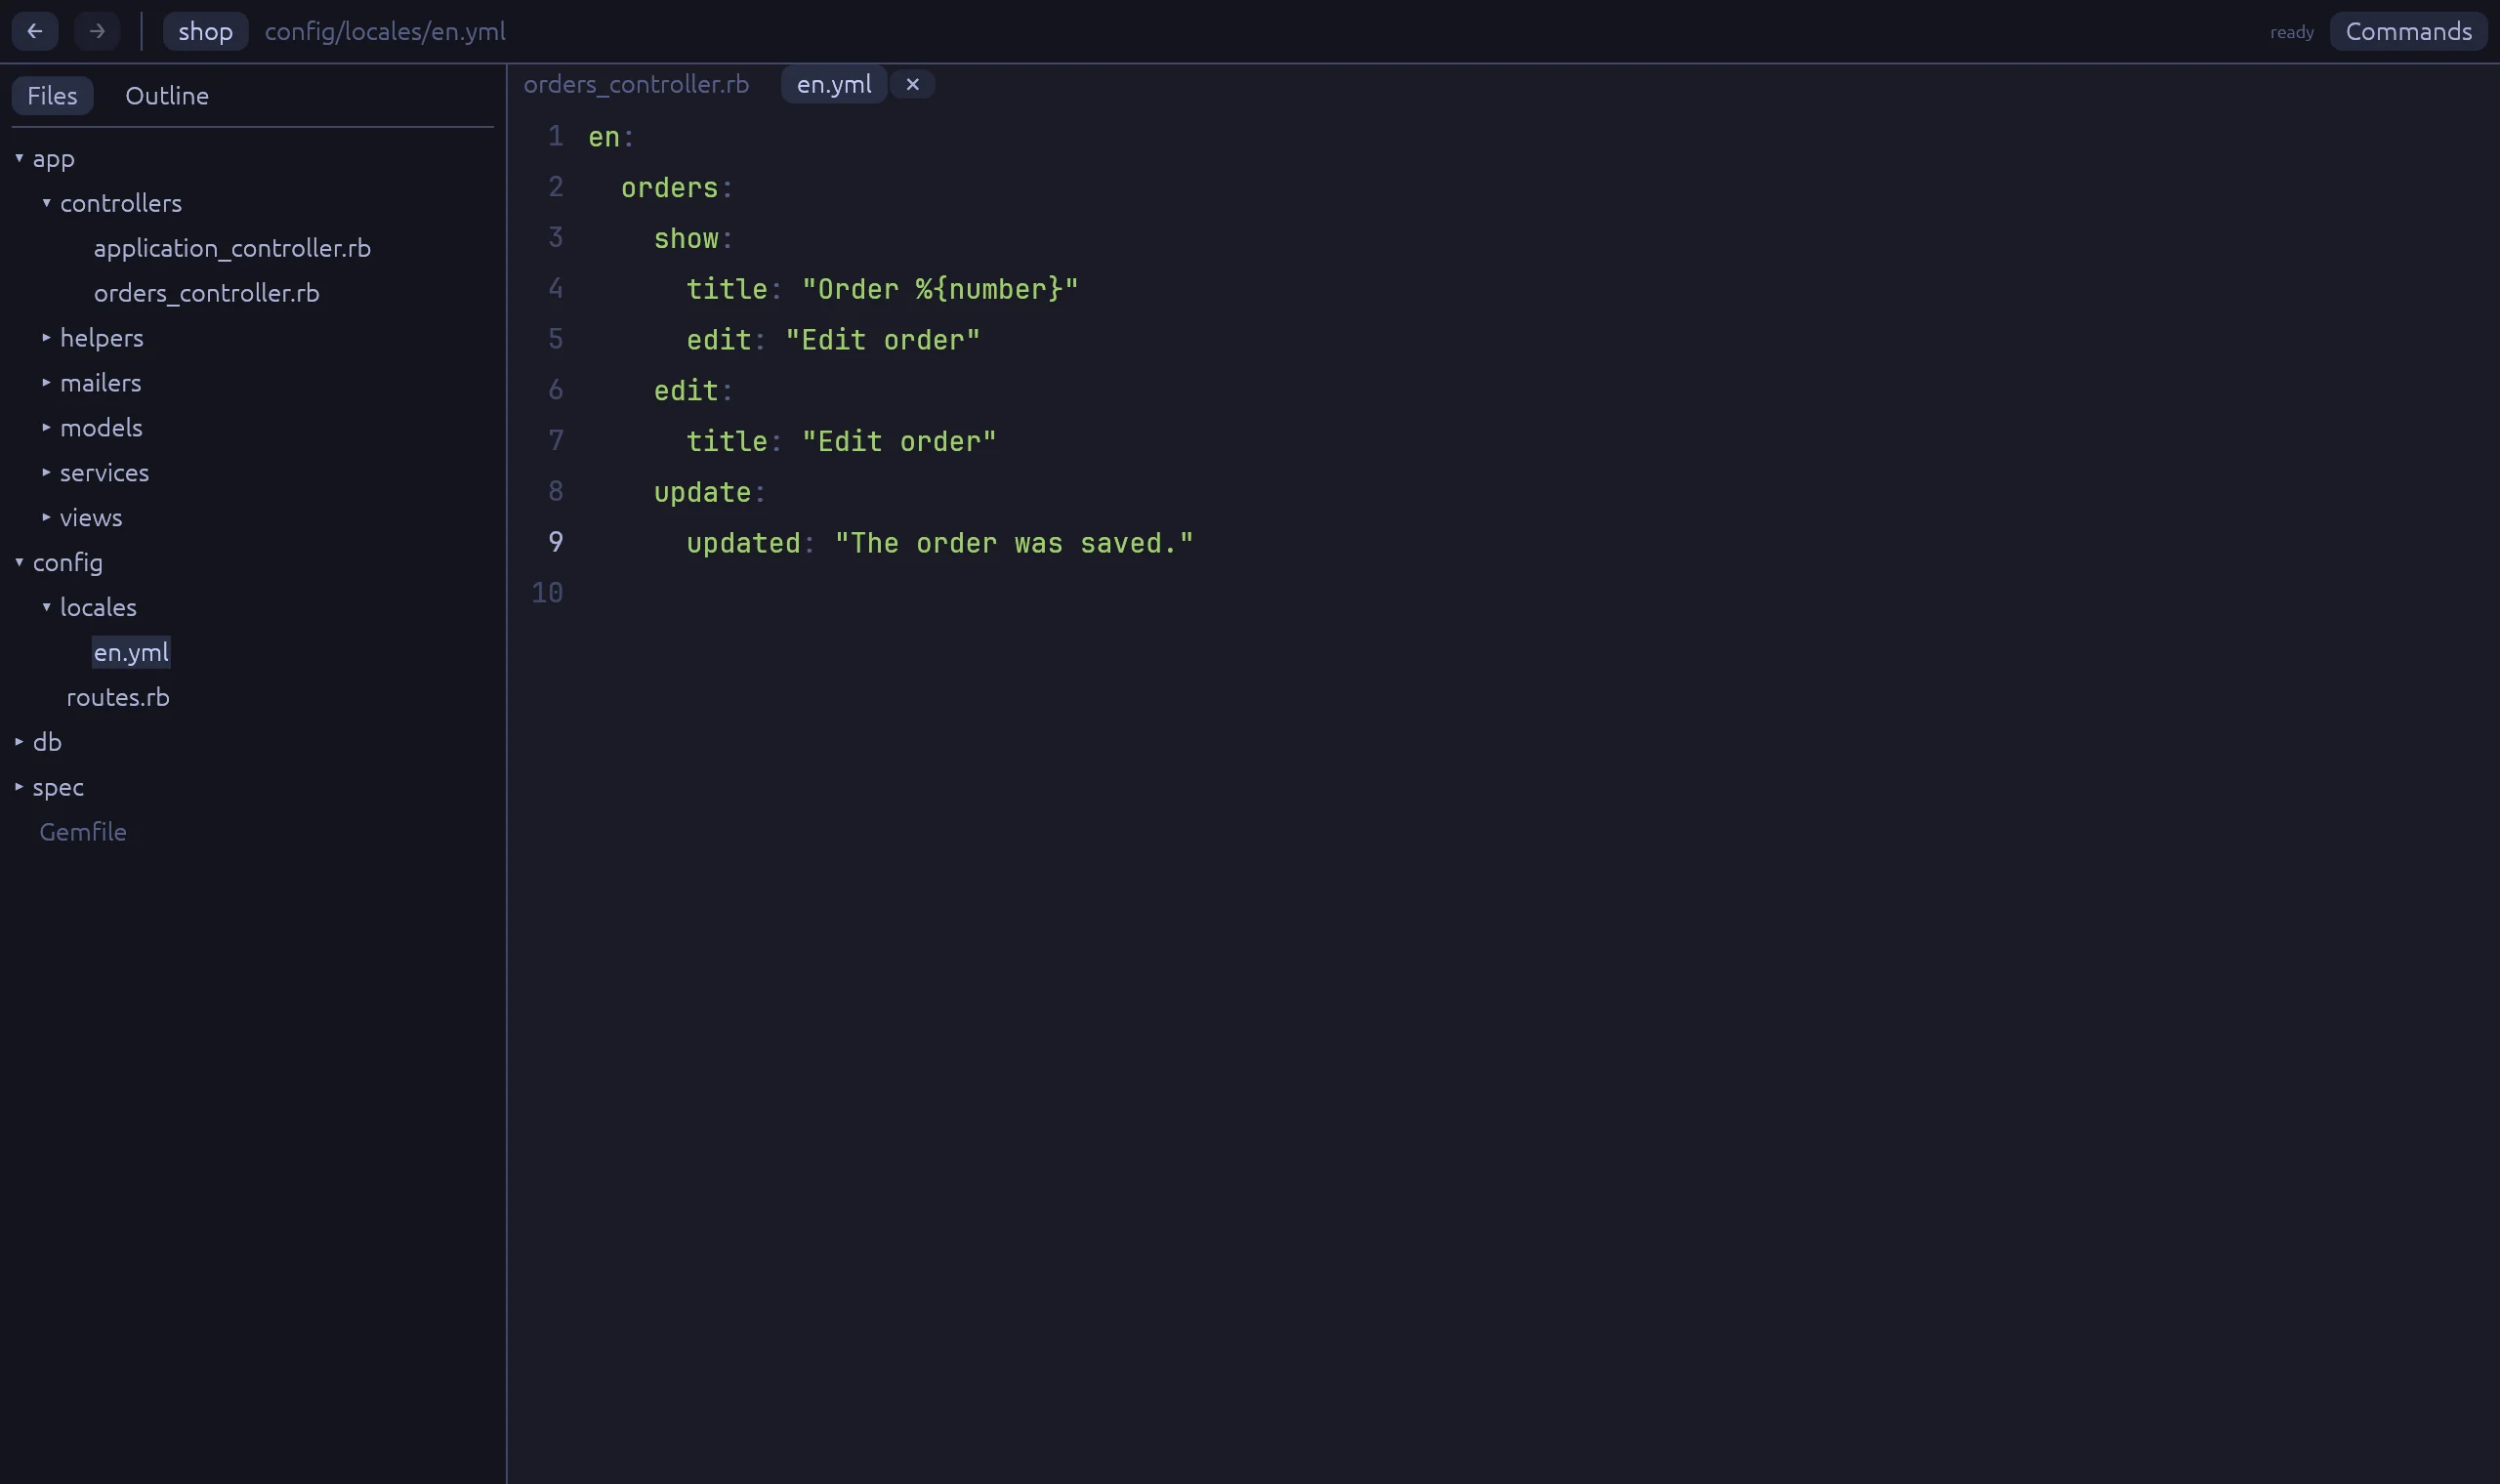 ← → shop config/locales/en.yml ready Commands
Files Outline
▾ app
▾ controllers
application_controller.rb
orders_controller.rb
▸ helpers
▸ mailers
▸ models
▸ services
▸ views
▾ config
▾ locales
en.yml
routes.rb
▸ db
▸ spec
Gemfile
orders_controller.rb en.yml ×
1 en:
2   orders:
3     show:
4       title: "Order %{number}"
5       edit: "Edit order"
6     edit:
7       title: "Edit order"
8     update:
9       updated: "The order was saved."
10